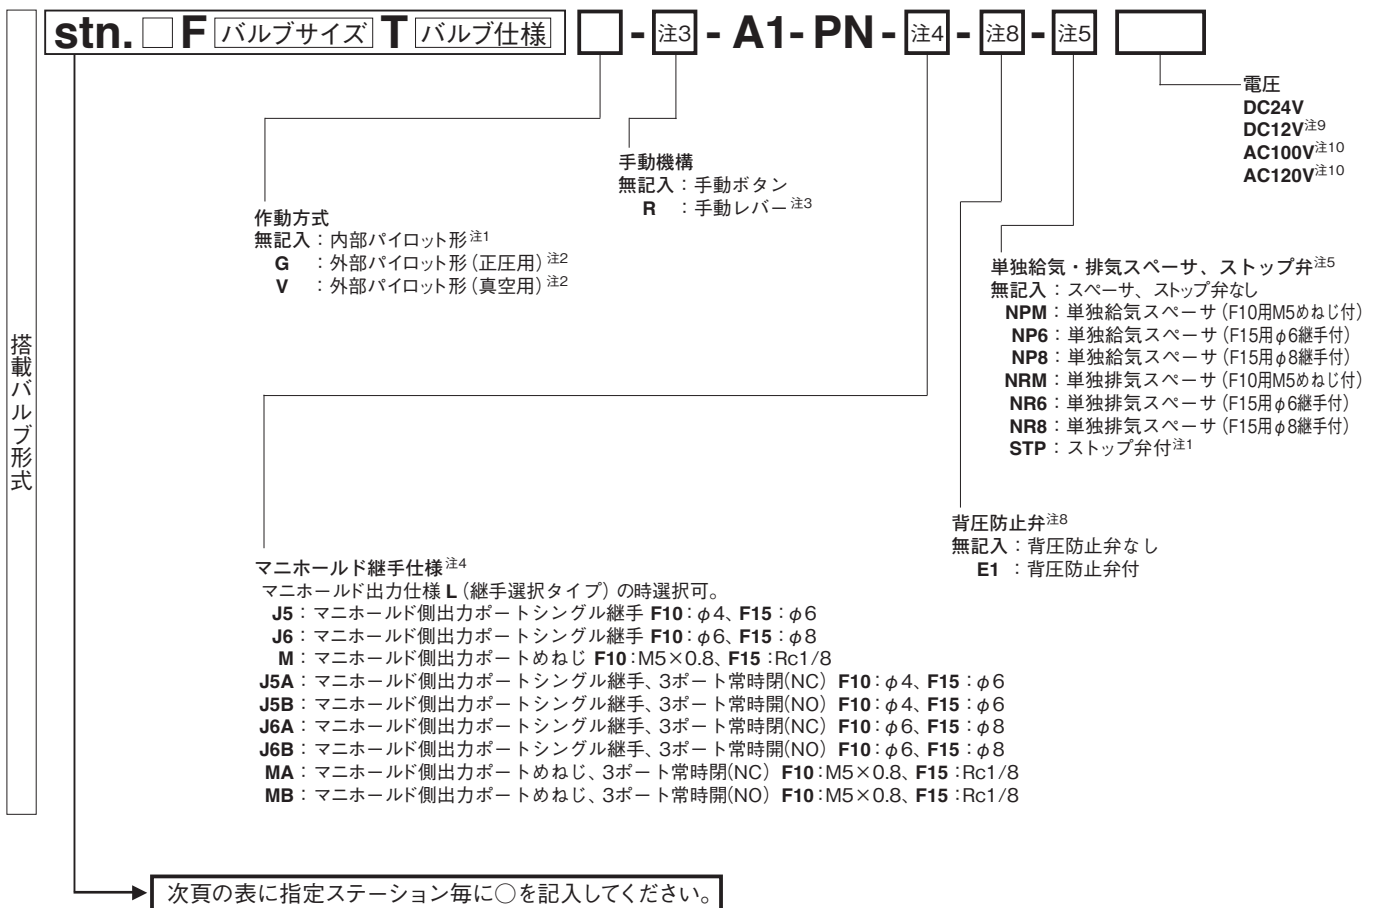 搭載バルブ形式
stn. □ F バルブサイズ T バルブ仕様 □ - 注3 - A1- PN - 注4 - 注8 - 注5
電圧
DC24V
DC12V注9
AC100V注10
AC120V注10
手動機構
無記入：手動ボタン
R ：手動レバー注3
作動方式
無記入：内部パイロット形注1
G ：外部パイロット形（正圧用）注2
V ：外部パイロット形（真空用）注2
単独給気・排気スペーサ、ストップ弁注5
無記入：スペーサ、ストップ弁なし
NPM：単独給気スペーサ（F10用M5めねじ付）
NP6：単独給気スペーサ（F15用φ6継手付）
NP8：単独給気スペーサ（F15用φ8継手付）
NRM：単独排気スペーサ（F10用M5めねじ付）
NR6：単独排気スペーサ（F15用φ6継手付）
NR8：単独排気スペーサ（F15用φ8継手付）
STP：ストップ弁付注1
背圧防止弁注8
無記入：背圧防止弁なし
E1 ：背圧防止弁付
マニホールド継手仕様注4
マニホールド出力仕様 L（継手選択タイプ）の時選択可。
J5：マニホールド側出力ポートシングル継手 F10：φ4、F15：φ6
J6：マニホールド側出力ポートシングル継手 F10：φ6、F15：φ8
M：マニホールド側出力ポートめねじ F10：M5×0.8、F15：Rc1/8
J5A：マニホールド側出力ポートシングル継手、3ポート常時閉(NC) F10：φ4、F15：φ6
J5B：マニホールド側出力ポートシングル継手、3ポート常時開(NO) F10：φ4、F15：φ6
J6A：マニホールド側出力ポートシングル継手、3ポート常時閉(NC) F10：φ6、F15：φ8
J6B：マニホールド側出力ポートシングル継手、3ポート常時開(NO) F10：φ6、F15：φ8
MA：マニホールド側出力ポートめねじ、3ポート常時閉(NC) F10：M5×0.8、F15：Rc1/8
MB：マニホールド側出力ポートめねじ、3ポート常時開(NO) F10：M5×0.8、F15：Rc1/8
次頁の表に指定ステーション毎に○を記入してください。